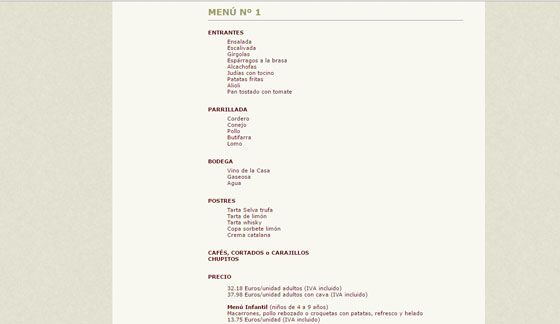 MENÚ Nº 1
ENTRANTES
Ensalada
Escalivada
Girgolas
Espárragos a la brasa
Alcachofas
Judias con tocino
Patatas fritas
Alioli
Pan tostado con tomate
PARRILLADA
Cordero
Conejo
Pollo
Butifarra
Lomo
BODEGA
Vino de la Casa
Gaseosa
Agua
POSTRES
Tarta Selva trufa
Tarta de limón
Tarta whisky
Copa sorbete limón
Crema catalana
CAFÉS, CORTADOS o CARAJILLOS
CHUPITOS
PRECIO
32.18 Euros/unidad adultos (IVA incluido)
37.98 Euros/unidad adultos con cava (IVA incluido)
Menú Infantil (niños de 4 a 9 años)
Macarrones, pollo rebozado o croquetas con patatas, refresco y helado
13.75 Euros/unidad (IVA incluido)